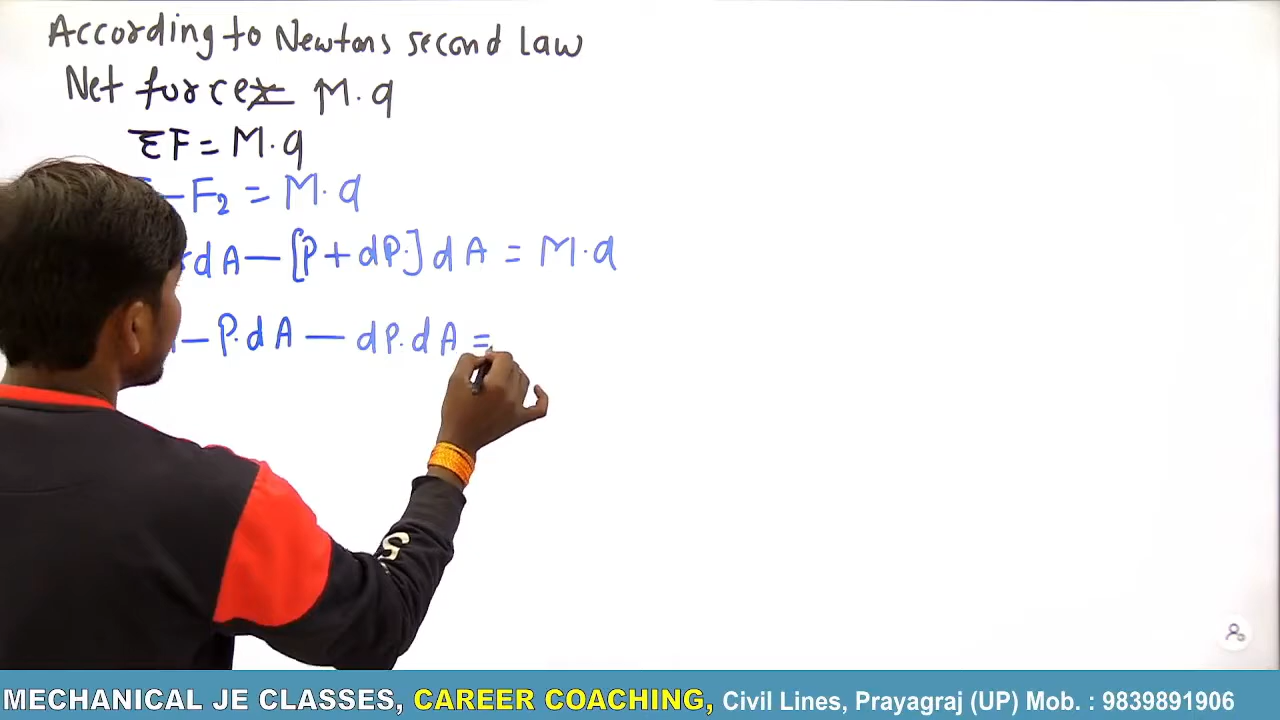 According to Newtons second law
Net force = M.a
ΣF = M.a
– F2 = M.a
dA – [P + dP.] dA = M.a
– P.dA – dP.dA =
5
MECHANICAL JE CLASSES, CAREER COACHING, Civil Lines, Prayagraj (UP) Mob. : 9839891906